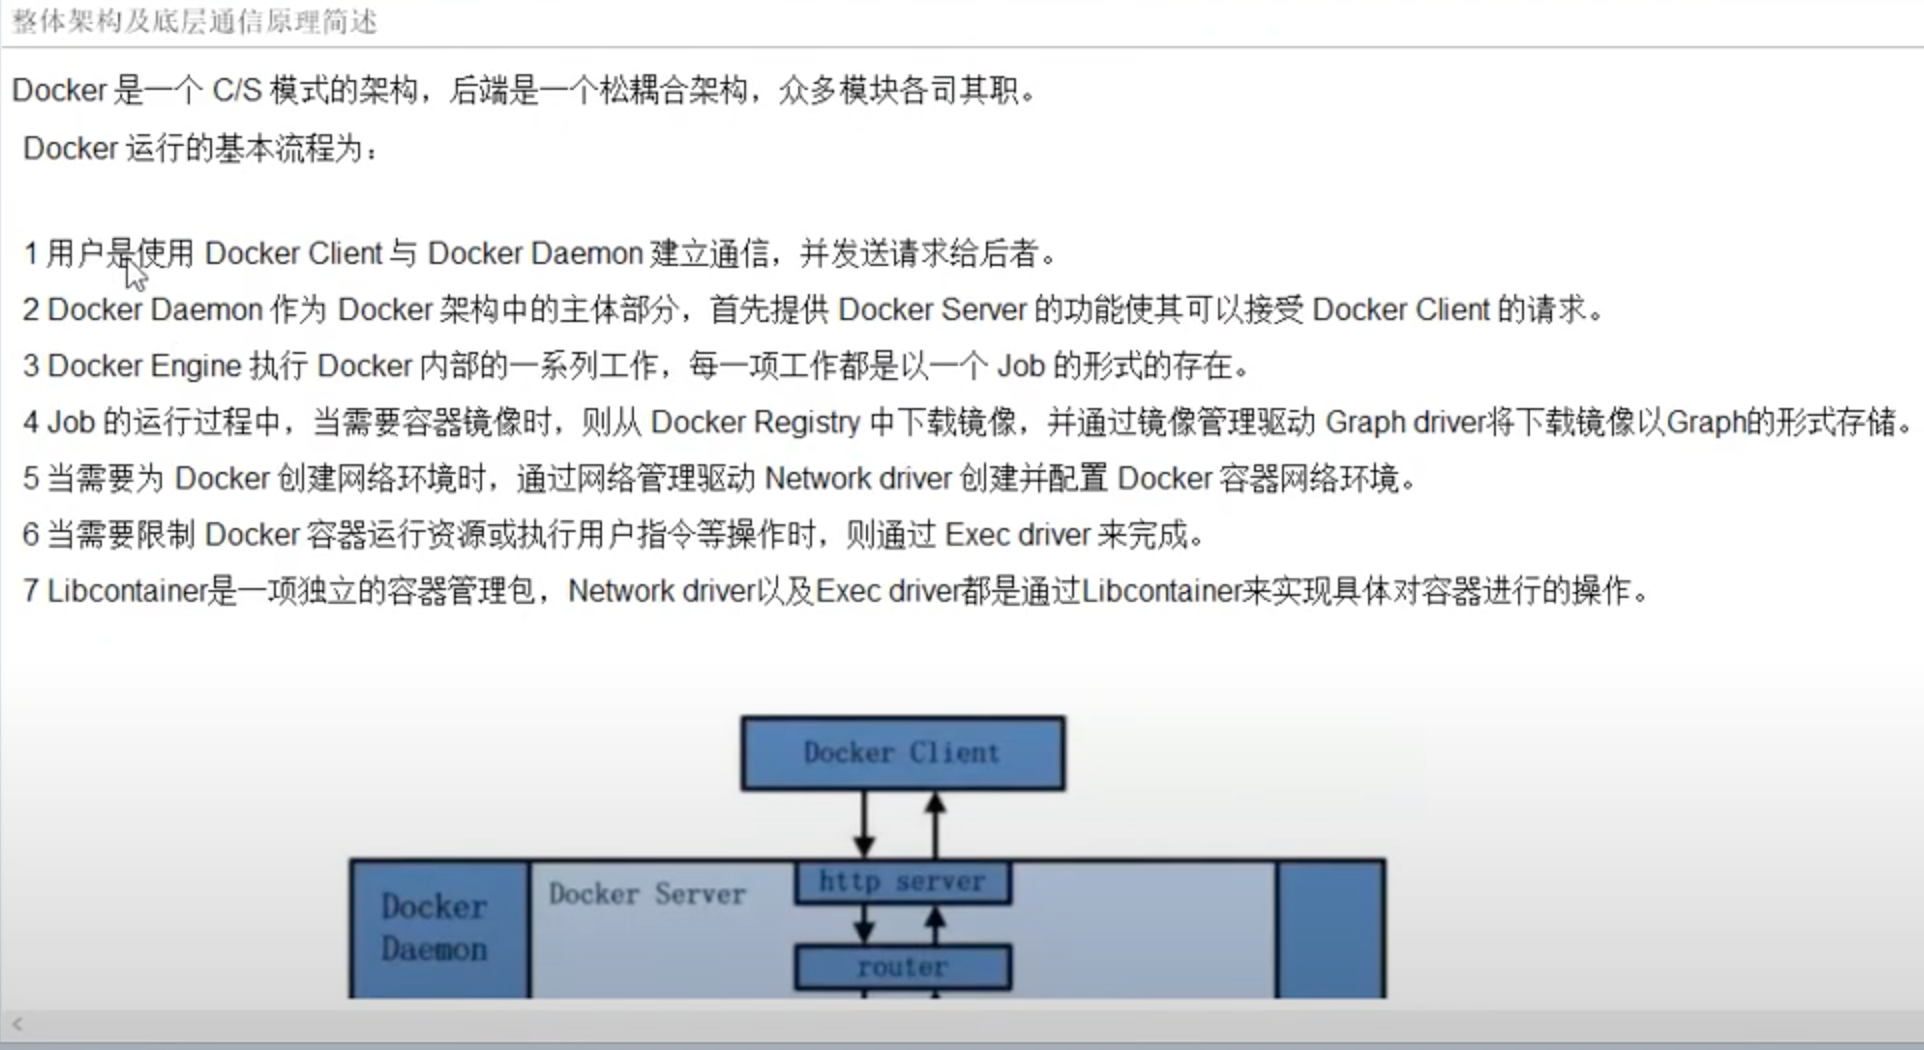 整体架构及底层通信原理简述
Docker 是一个 C/S 模式的架构，后端是一个松耦合架构，众多模块各司其职。
Docker 运行的基本流程为：
1 用户是使用 Docker Client 与 Docker Daemon 建立通信，并发送请求给后者。
2 Docker Daemon 作为 Docker 架构中的主体部分，首先提供 Docker Server 的功能使其可以接受 Docker Client 的请求。
3 Docker Engine 执行 Docker 内部的一系列工作，每一项工作都是以一个 Job 的形式的存在。
4 Job 的运行过程中，当需要容器镜像时，则从 Docker Registry 中下载镜像，并通过镜像管理驱动 Graph driver将下载镜像以Graph的形式存储。
5 当需要为 Docker 创建网络环境时，通过网络管理驱动 Network driver 创建并配置 Docker 容器网络环境。
6 当需要限制 Docker 容器运行资源或执行用户指令等操作时，则通过 Exec driver 来完成。
7 Libcontainer是一项独立的容器管理包，Network driver以及Exec driver都是通过Libcontainer来实现具体对容器进行的操作。
Docker Client
http server
Docker Server
Docker
Daemon
router